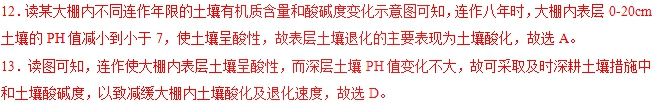 12．读某大棚内不同连作年限的土壤有机质含量和酸碱度变化示意图可知，连作八年时，大棚内表层 0-20cm
土壤的 PH 值减小到小于 7，使土壤呈酸性，故表层土壤退化的主要表现为土壤酸化，故选 A。
13．读图可知，连作使大棚内表层土壤呈酸性，而深层土壤 PH 值变化不大，故可采取及时深耕土壤措施中
和土壤酸碱度，以致减缓大棚内土壤酸化及退化速度，故选 D。